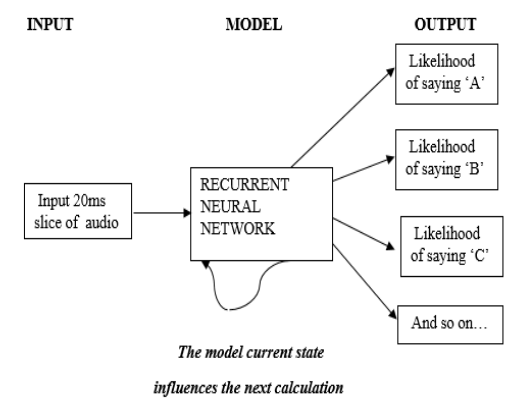 INPUT
MODEL
OUTPUT
Input 20ms
slice of audio
RECURRENT
NEURAL
NETWORK
Likelihood
of saying ‘A’
Likelihood
of saying ‘B’
Likelihood
of saying ‘C’
And so on…
The model current state
influences the next calculation